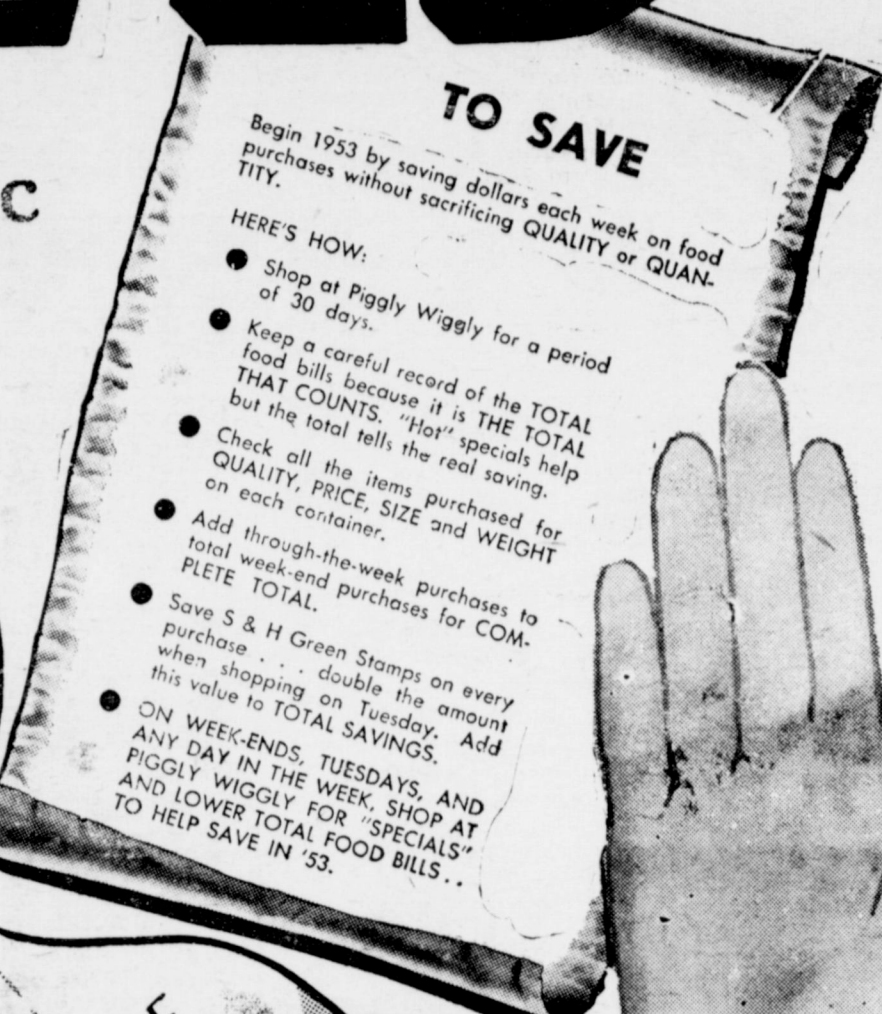 C
TO SAVE
Begin 1953 by saving dollars each week on food
purchases without sacrificing QUALITY or QUAN-
TITY.
HERE'S HOW:
● Shop at Piggly Wiggly for a period
of 30 days.
● Keep a careful record of the TOTAL
food bills because it is THE TOTAL
THAT COUNTS. "Hot" specials help
but the total tells the real saving.
● Check all the items purchased for
QUALITY, PRICE, SIZE and WEIGHT
on each container.
● Add through-the-week purchases to
total week-end purchases for COM-
PLETE TOTAL.
● Save S & H Green Stamps on every
purchase . . . double the amount
when shopping on Tuesday. Add
this value to TOTAL SAVINGS.
● ON WEEK-ENDS, TUESDAYS, AND
ANY DAY IN THE WEEK, SHOP AT
PIGGLY WIGGLY FOR "SPECIALS"
AND LOWER TOTAL FOOD BILLS . .
TO HELP SAVE IN '53.